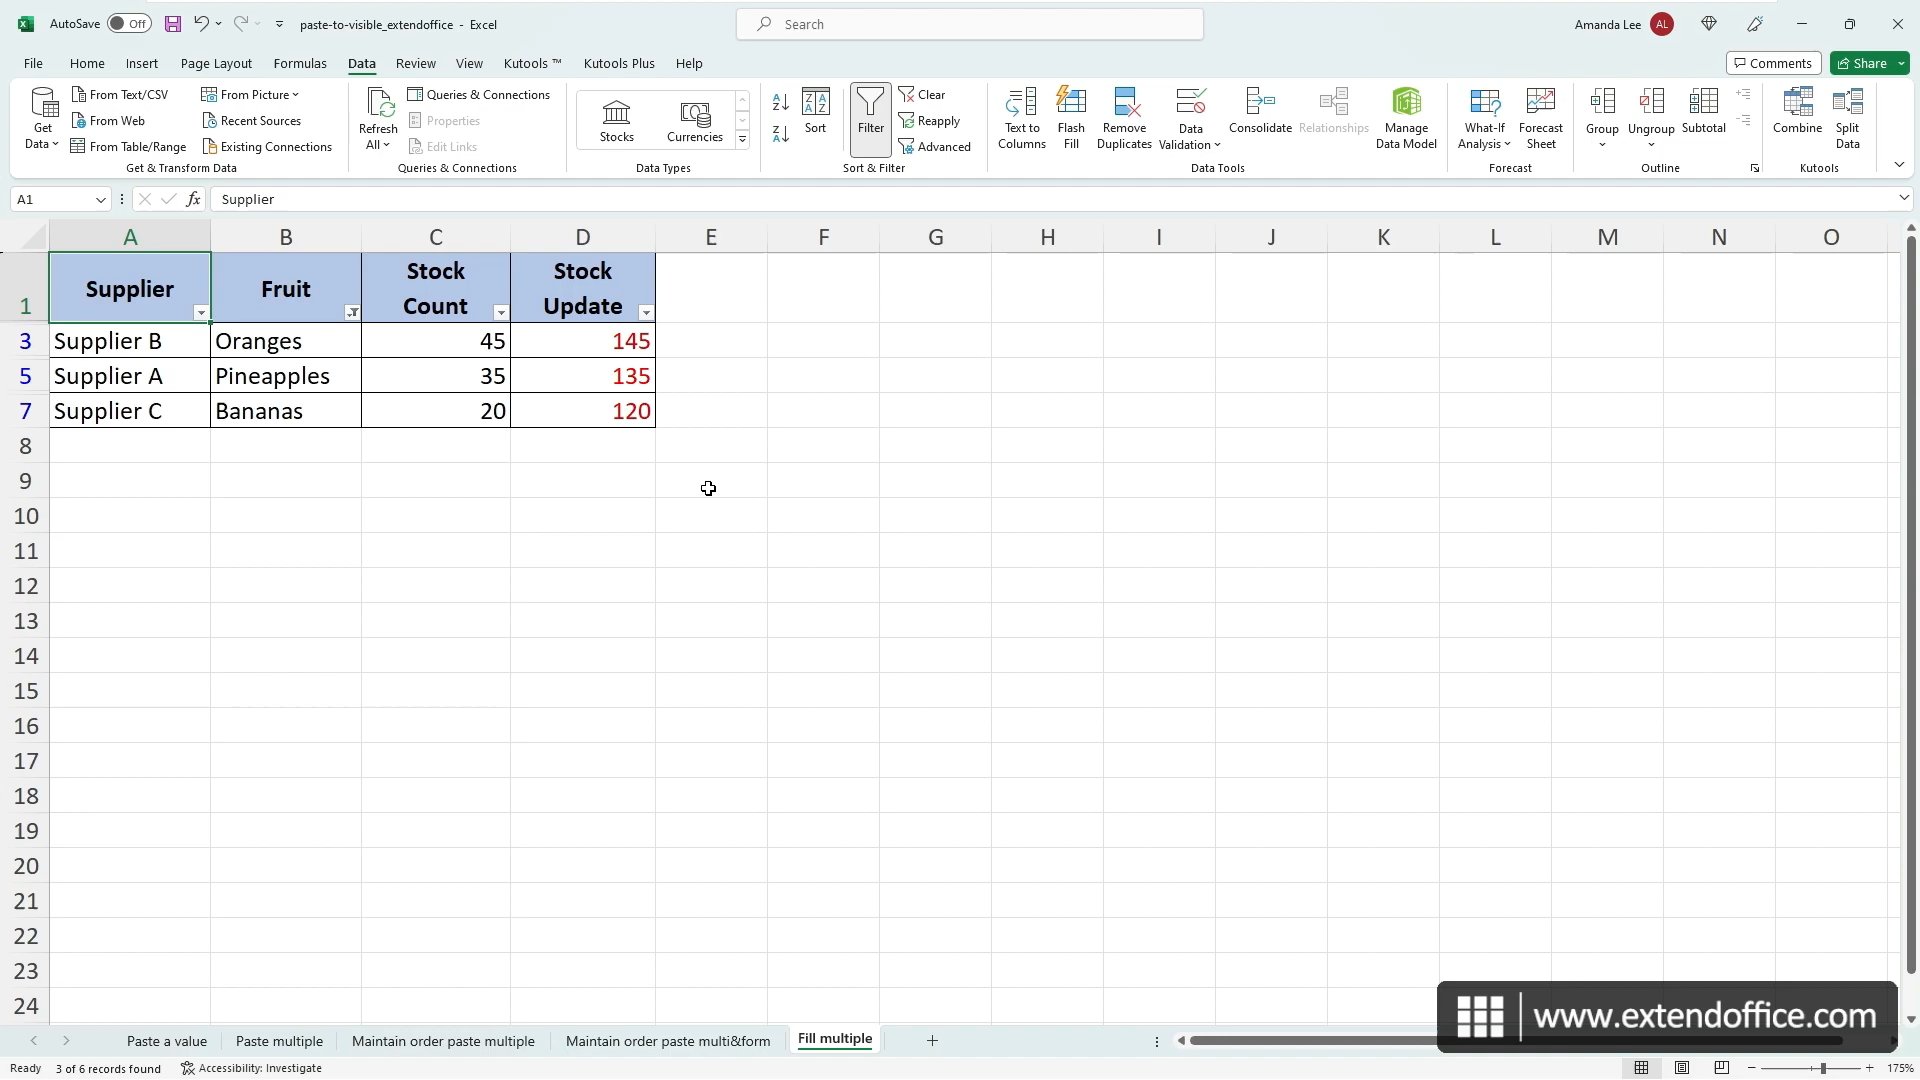 AutoSave Off paste-to-visible_extendoffice - Excel Search Amanda Lee AL
File Home Insert Page Layout Formulas Data Review View Kutools ™ Kutools Plus Help Comments Share
Get Data
From Text/CSV
From Web
From Table/Range
From Picture
Recent Sources
Existing Connections
Get & Transform Data
Refresh All
Queries & Connections
Properties
Edit Links
Queries & Connections
Stocks
Currencies
Data Types
Sort
Filter
Clear
Reapply
Advanced
Sort & Filter
Text to Columns
Flash Fill
Remove Duplicates
Data Validation
Consolidate
Relationships
Manage Data Model
Data Tools
What-If Analysis
Forecast Sheet
Forecast
Group
Ungroup
Subtotal
Outline
Combine
Split Data
Kutools
A1 fx Supplier
A B C D E F G H I J K L M N O
1 Supplier Fruit Stock Count Stock Update
3 Supplier B Oranges 45 145
5 Supplier A Pineapples 35 135
7 Supplier C Bananas 20 120
8
9
10
11
12
13
14
15
16
17
18
19
20
21
22
23
24
www.extendoffice.com
Paste a value Paste multiple Maintain order paste multiple Maintain order paste multi&form Fill multiple
Ready 3 of 6 records found Accessibility: Investigate 175%